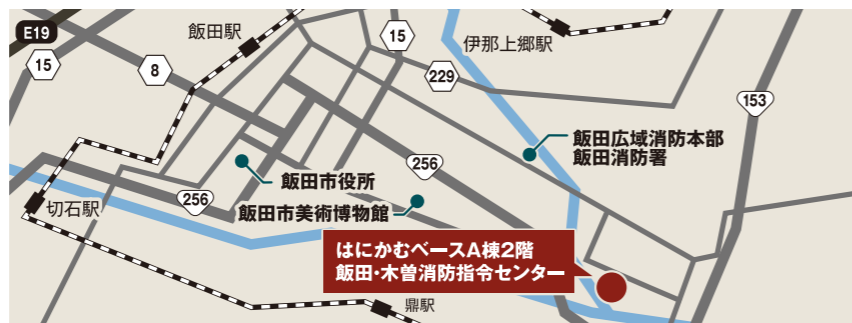 E19
飯田駅
15
伊那上郷駅
15
8
229
153
飯田広域消防本部
飯田消防署
256
飯田市役所
256
切石駅
飯田市美術博物館
はにかむベースA棟2階
飯田・木曽消防指令センター
鼎駅